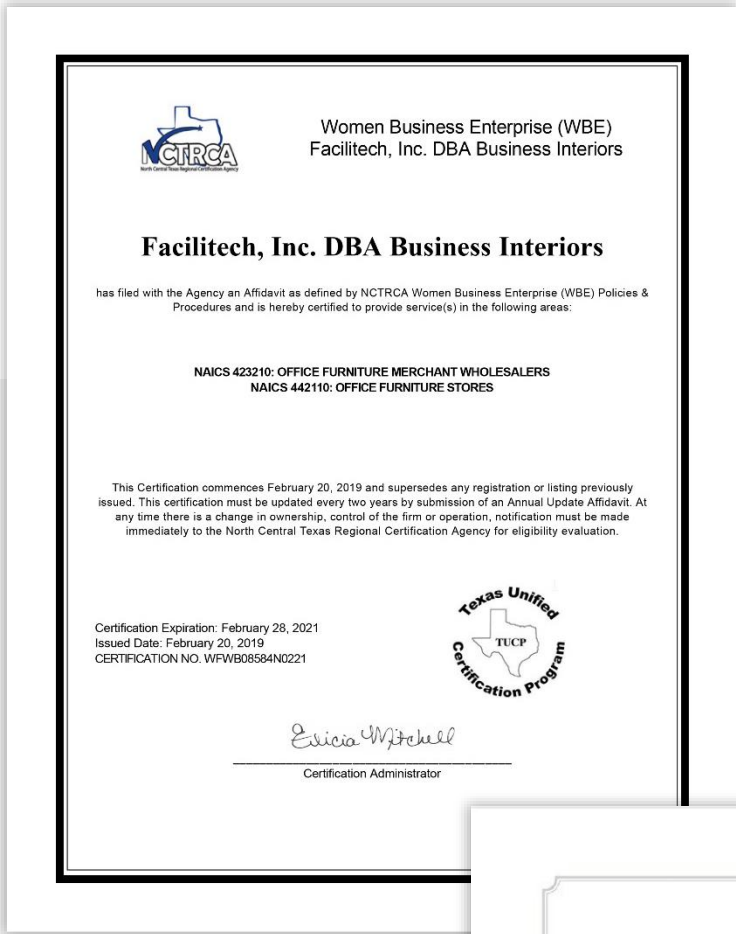 NCTRCA
North Central Texas Regional Certification Agency
Women Business Enterprise (WBE)
Facilitech, Inc. DBA Business Interiors
Facilitech, Inc. DBA Business Interiors
has filed with the Agency an Affidavit as defined by NCTRCA Women Business Enterprise (WBE) Policies &
Procedures and is hereby certified to provide service(s) in the following areas:
NAICS 423210: OFFICE FURNITURE MERCHANT WHOLESALERS
NAICS 442110: OFFICE FURNITURE STORES
This Certification commences February 20, 2019 and supersedes any registration or listing previously
issued. This certification must be updated every two years by submission of an Annual Update Affidavit. At
any time there is a change in ownership, control of the firm or operation, notification must be made
immediately to the North Central Texas Regional Certification Agency for eligibility evaluation.
Certification Expiration: February 28, 2021
Issued Date: February 20, 2019
CERTIFICATION NO. WFWB08584N0221
Texas Unified
TUCP
Certification Program
Mitchell
Certification Administrator